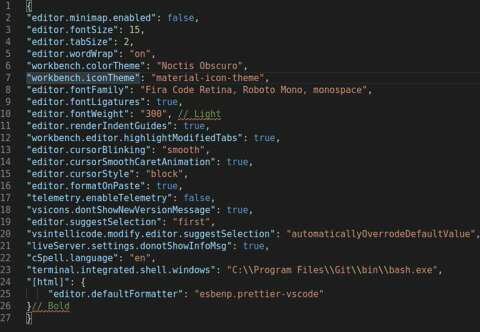 1 {
2 "editor.minimap.enabled": false,
3 "editor.fontSize": 15,
4 "editor.tabSize": 2,
5 "editor.wordWrap": "on",
6 "workbench.colorTheme": "Noctis Obscuro",
7 "workbench.iconTheme": "material-icon-theme",
8 "editor.fontFamily": "Fira Code Retina, Roboto Mono, monospace",
9 "editor.fontLigatures": true,
10 "editor.fontWeight": "300", // Light
11 "editor.renderIndentGuides": true,
12 "workbench.editor.highlightModifiedTabs": true,
13 "editor.cursorBlinking": "smooth",
14 "editor.cursorSmoothCaretAnimation": true,
15 "editor.cursorStyle": "block",
16 "editor.formatOnPaste": true,
17 "telemetry.enableTelemetry": false,
18 "vsicons.dontShowNewVersionMessage": true,
19 "editor.suggestSelection": "first",
20 "vsintellicode.modify.editor.suggestSelection": "automaticallyOverrodeDefaultValue",
21 "liveServer.settings.donotShowInfoMsg": true,
22 "cSpell.language": "en",
23 "terminal.integrated.shell.windows": "C:\\Program Files\\Git\\bin\\bash.exe",
24 "[html]": {
25 "editor.defaultFormatter": "esbenp.prettier-vscode"
26 }// Bold
27 }